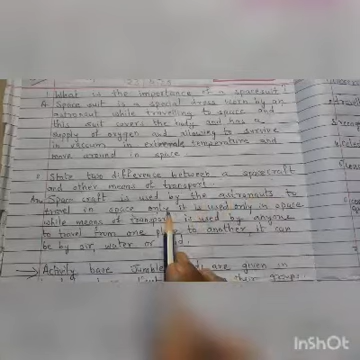 1 What is the importance of a spacesuit?
A. Space suit is a special dress worn by an
astronaut while travelling to space and
this suit covers the body and has a
supply of oxygen and allowing to survive
in vacuum in extreme temperature and
move around in space
2 State two difference between a spacecraft
and other means of transport
Ans Space craft is used by the astronauts to
travel in space only it is used only in space
while means of transport is used by anyone
to travel from one place to another it can
be by air, water or
Activity base Jumble are given in
Shorts